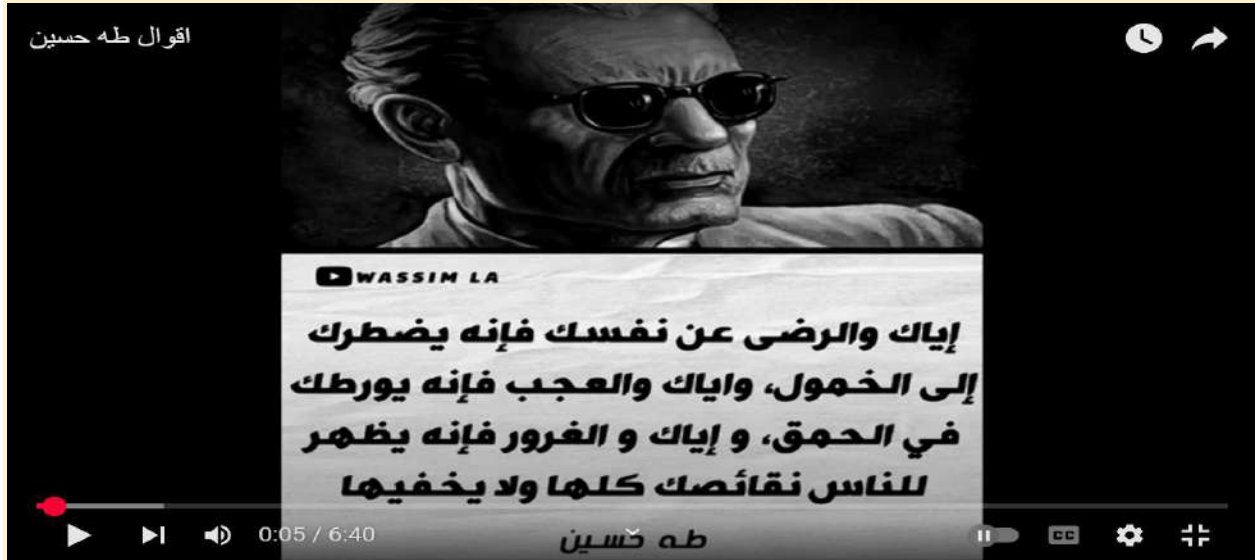 اقوال طه حسين
WASSIM LA
إياك والرضى عن نفسك فإنه يضطرك
إلى الخمول، واياك والعجب فإنه يورطك
في الحمق، و إياك و الغرور فإنه يظهر
للناس نقائصك كلها ولا يخفيها
طه حسين
0:05 / 6:40
CC